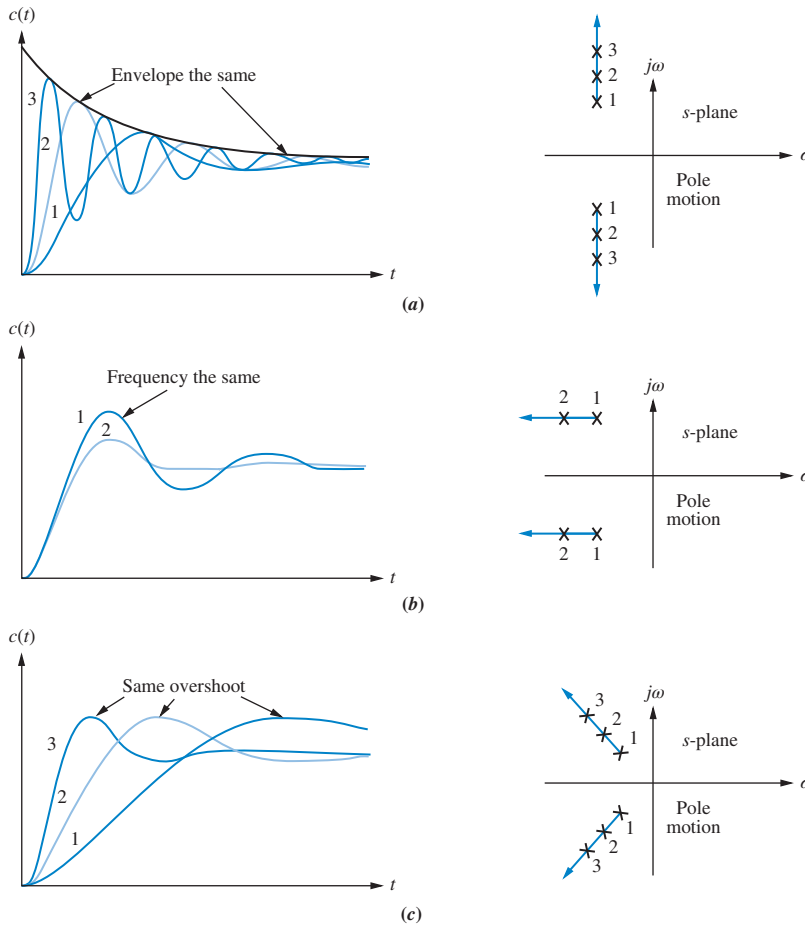 c(t)
Envelope the same
3
2
1
t
jω
3
2
1
s-plane
σ
Pole
motion
1
2
3
(a)
c(t)
Frequency the same
1
2
t
jω
2 1
s-plane
σ
Pole
motion
2 1
(b)
c(t)
Same overshoot
3
2
1
t
jω
3
2
1
s-plane
σ
Pole
motion
1
2
3
(c)